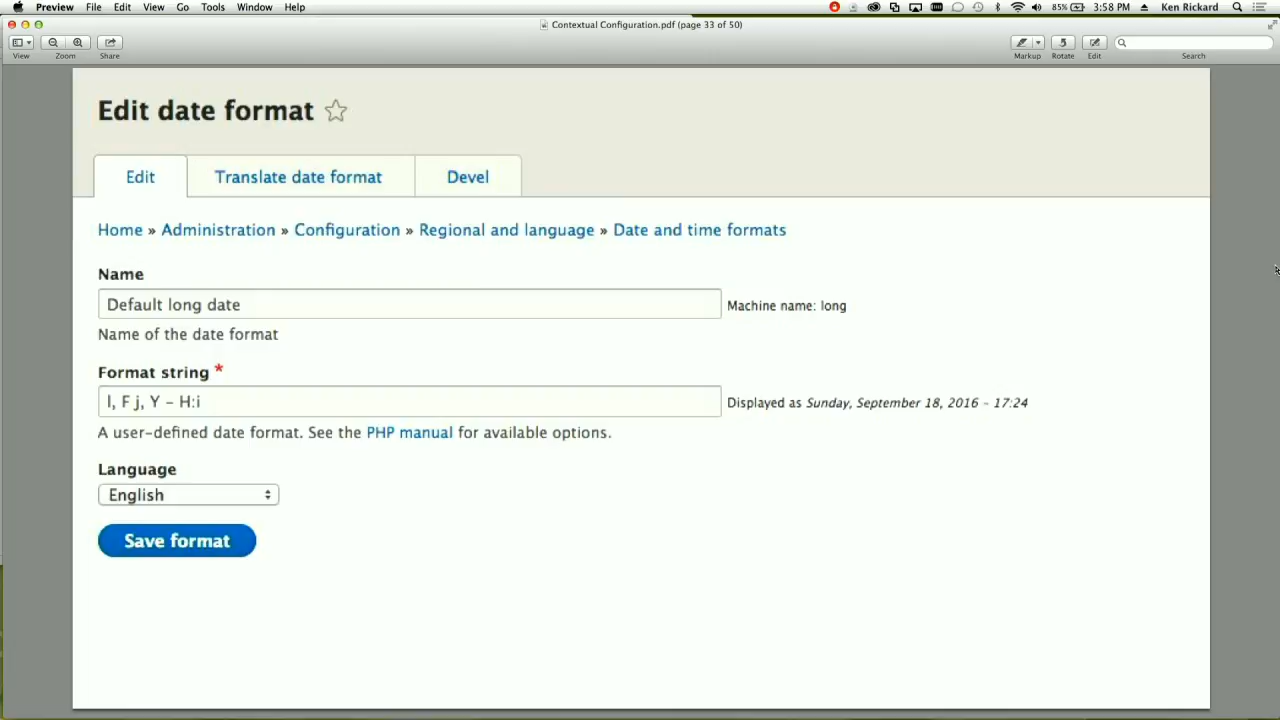 Preview File Edit View Go Tools Window Help 85% 3:58 PM Ken Rickard
Contextual Configuration.pdf (page 33 of 50)
View Zoom Share Markup Rotate Edit Search
Edit date format
Edit Translate date format Devel
Home » Administration » Configuration » Regional and language » Date and time formats
Name
Default long date Machine name: long
Name of the date format
Format string *
l, F j, Y - H:i Displayed as Sunday, September 18, 2016 - 17:24
A user-defined date format. See the PHP manual for available options.
Language
English
Save format